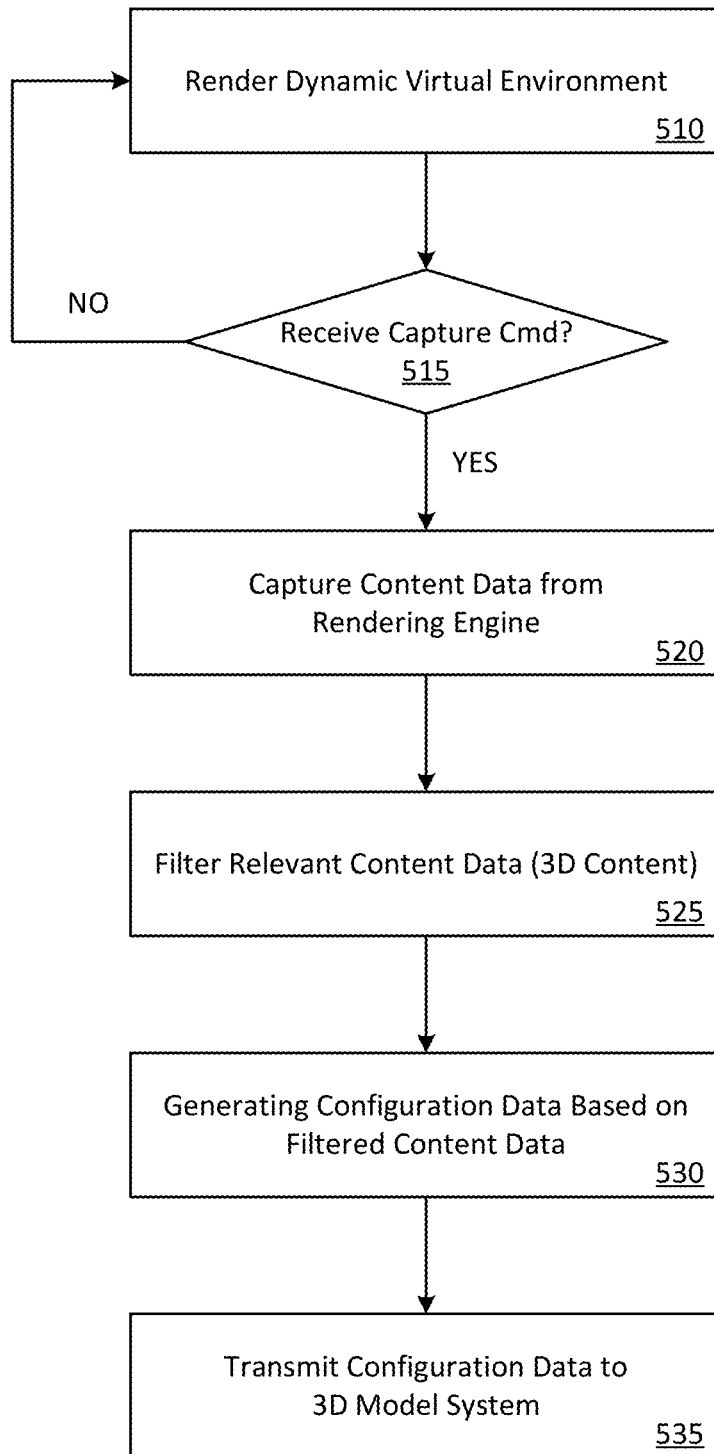 Render Dynamic Virtual Environment
510
NO
Receive Capture Cmd?
515
YES
Capture Content Data from
Rendering Engine
520
Filter Relevant Content Data (3D Content)
525
Generating Configuration Data Based on
Filtered Content Data
530
Transmit Configuration Data to
3D Model System
535